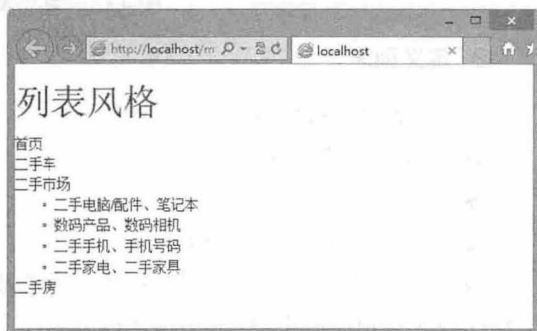 http://localhost/m
localhost
列表风格
首页
二手车
二手市场
二手电脑/配件、笔记本
数码产品、数码相机
二手手机、手机号码
二手家电、二手家具
二手房